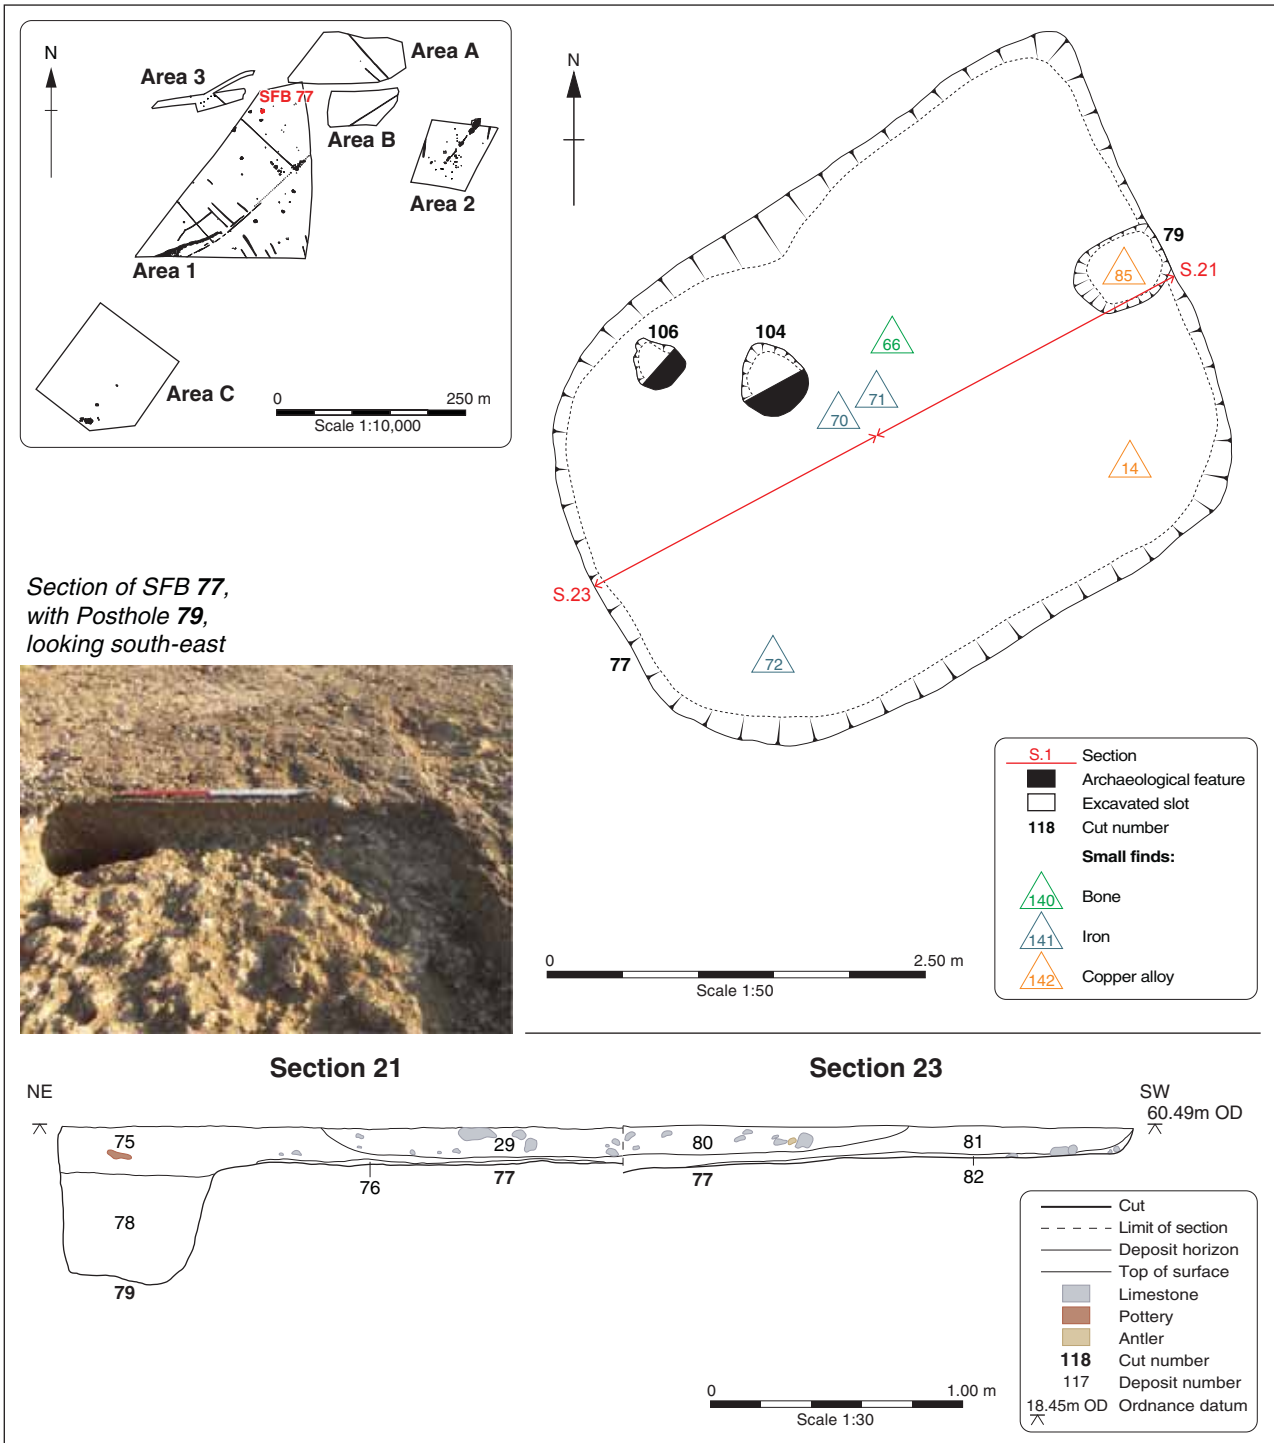 N
Area A
Area 3
SFB 77
Area B
Area 2
Area 1
Area C
0 250 m
Scale 1:10,000
N
79
85
S.21
106
104
66
71
70
14
S.23
77
72
Section of SFB 77,
with Posthole 79,
looking south-east
S.1 Section
Archaeological feature
Excavated slot
118 Cut number
Small finds:
140 Bone
141 Iron
142 Copper alloy
0 2.50 m
Scale 1:50
Section 21
Section 23
NE
SW
60.49m OD
75
29
80
81
76
77
77
82
78
79
Cut
Limit of section
Deposit horizon
Top of surface
Limestone
Pottery
Antler
118 Cut number
117 Deposit number
18.45m OD Ordnance datum
0 1.00 m
Scale 1:30